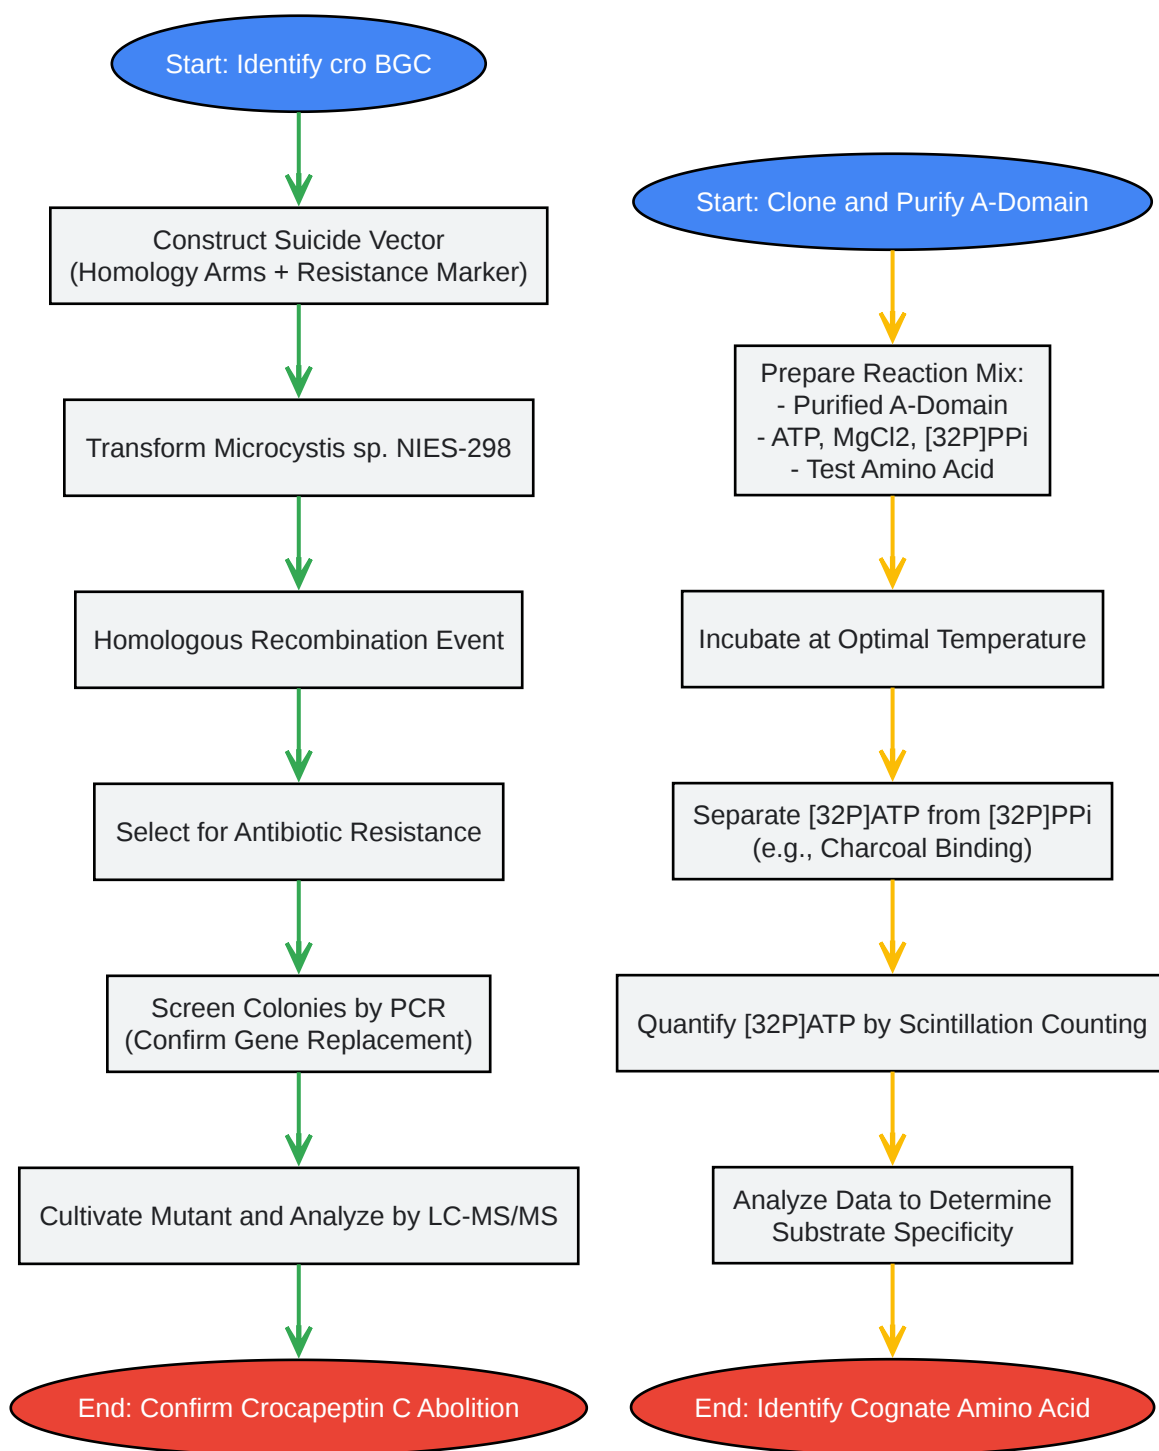 Start: Identify cro BGC
Construct Suicide Vector
(Homology Arms + Resistance Marker)
Transform Microcystis sp. NIES-298
Homologous Recombination Event
Select for Antibiotic Resistance
Screen Colonies by PCR
(Confirm Gene Replacement)
Cultivate Mutant and Analyze by LC-MS/MS
End: Confirm Crocapeptin C Abolition
Start: Clone and Purify A-Domain
Prepare Reaction Mix:
- Purified A-Domain
- ATP, MgCl2, [32P]PPi
- Test Amino Acid
Incubate at Optimal Temperature
Separate [32P]ATP from [32P]PPi
(e.g., Charcoal Binding)
Quantify [32P]ATP by Scintillation Counting
Analyze Data to Determine
Substrate Specificity
End: Identify Cognate Amino Acid